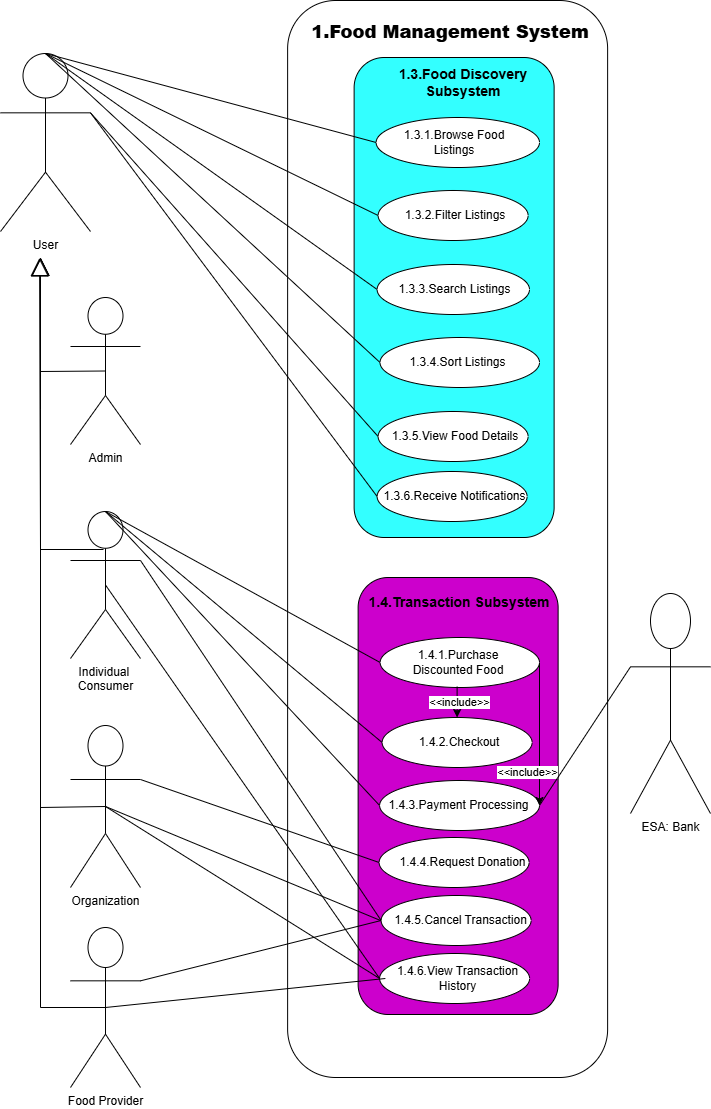 1.Food Management System
1.3.Food Discovery
Subsystem
1.3.1.Browse Food
Listings
1.3.2.Filter Listings
User
1.3.3.Search Listings
1.3.4.Sort Listings
1.3.5.View Food Details
Admin
1.3.6.Receive Notifications
1.4.Transaction Subsystem
1.4.1.Purchase
Discounted Food
Individual
Consumer
<<include>>
1.4.2.Checkout
<<include>>
1.4.3.Payment Processing
ESA: Bank
1.4.4.Request Donation
Organization
1.4.5.Cancel Transaction
1.4.6.View Transaction
History
Food Provider